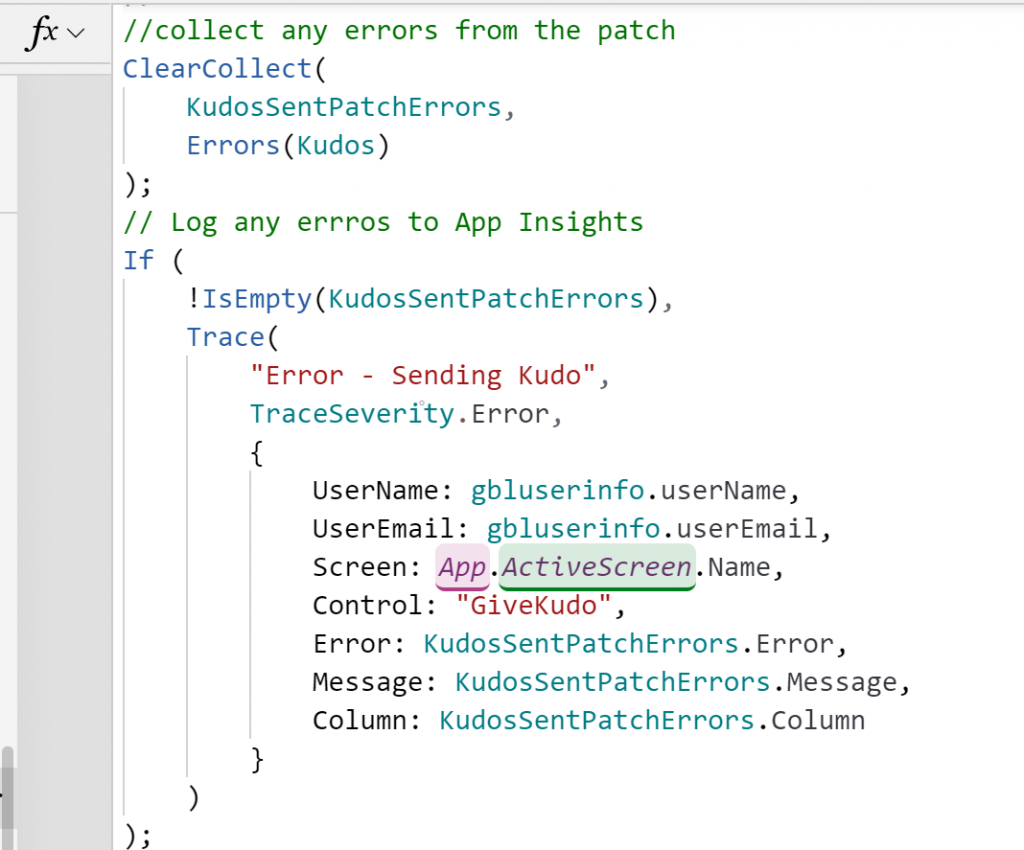 fx
//collect any errors from the patch
ClearCollect(
    KudosSentPatchErrors,
    Errors(Kudos)
);
// Log any errros to App Insights
If (
    !IsEmpty(KudosSentPatchErrors),
    Trace(
        "Error - Sending Kudo",
        TraceSeverity.Error,
        {
            UserName: gbluserinfo.userName,
            UserEmail: gbluserinfo.userEmail,
            Screen: App.ActiveScreen.Name,
            Control: "GiveKudo",
            Error: KudosSentPatchErrors.Error,
            Message: KudosSentPatchErrors.Message,
            Column: KudosSentPatchErrors.Column
        }
    )
);